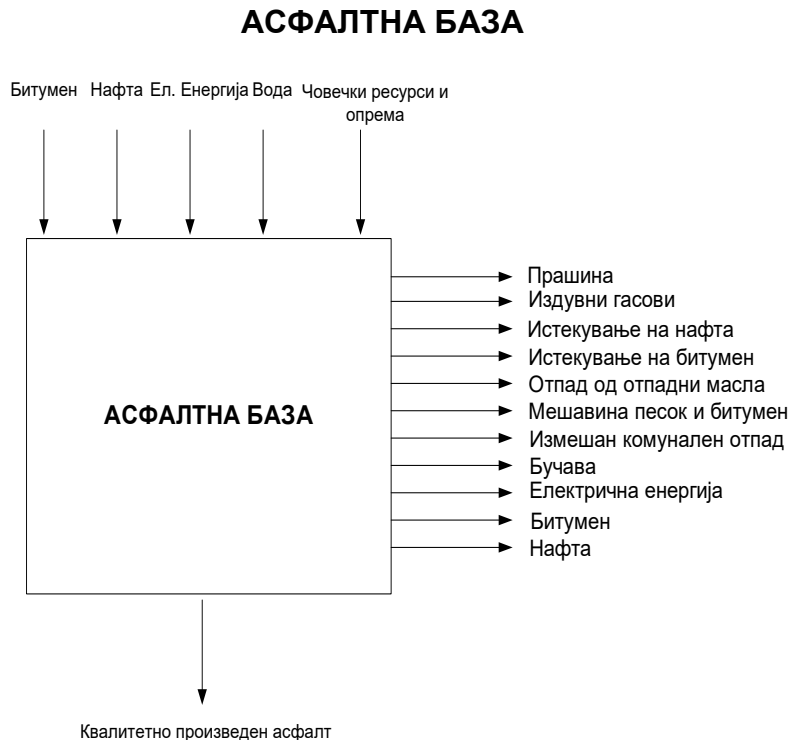 АСФАЛТНА БАЗА
Битумен Нафта Ел. Енергија Вода Човечки ресурси и
опрема
Прашина
Издувни гасови
Истекување на нафта
Истекување на битумен
Отпад од отпадни масла
АСФАЛТНА БАЗА
Мешавина песок и битумен
Измешан комунален отпад
Бучава
Електрична енергија
Битумен
Нафта
Квалитетно произведен асфалт